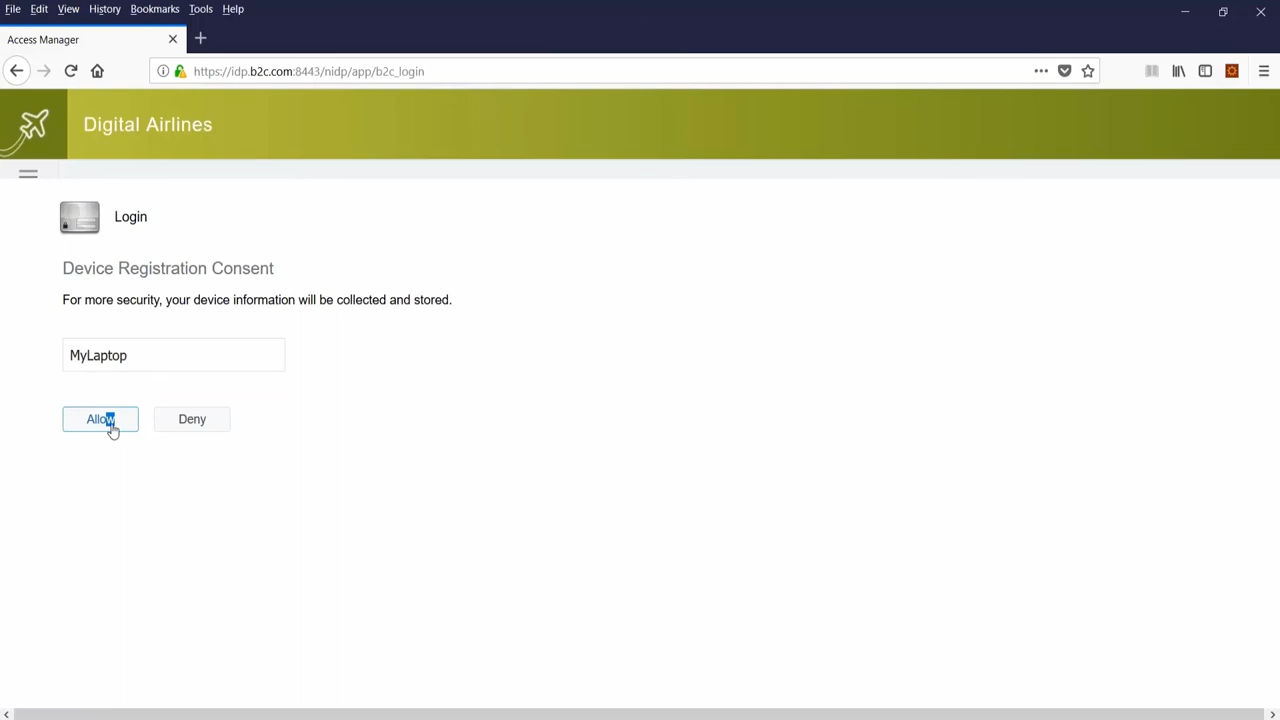 File Edit View History Bookmarks Tools Help
Access Manager
https://idp.b2c.com:8443/nidp/app/b2c_login
Digital Airlines
Login
Device Registration Consent
For more security, your device information will be collected and stored.
MyLaptop
Allow Deny